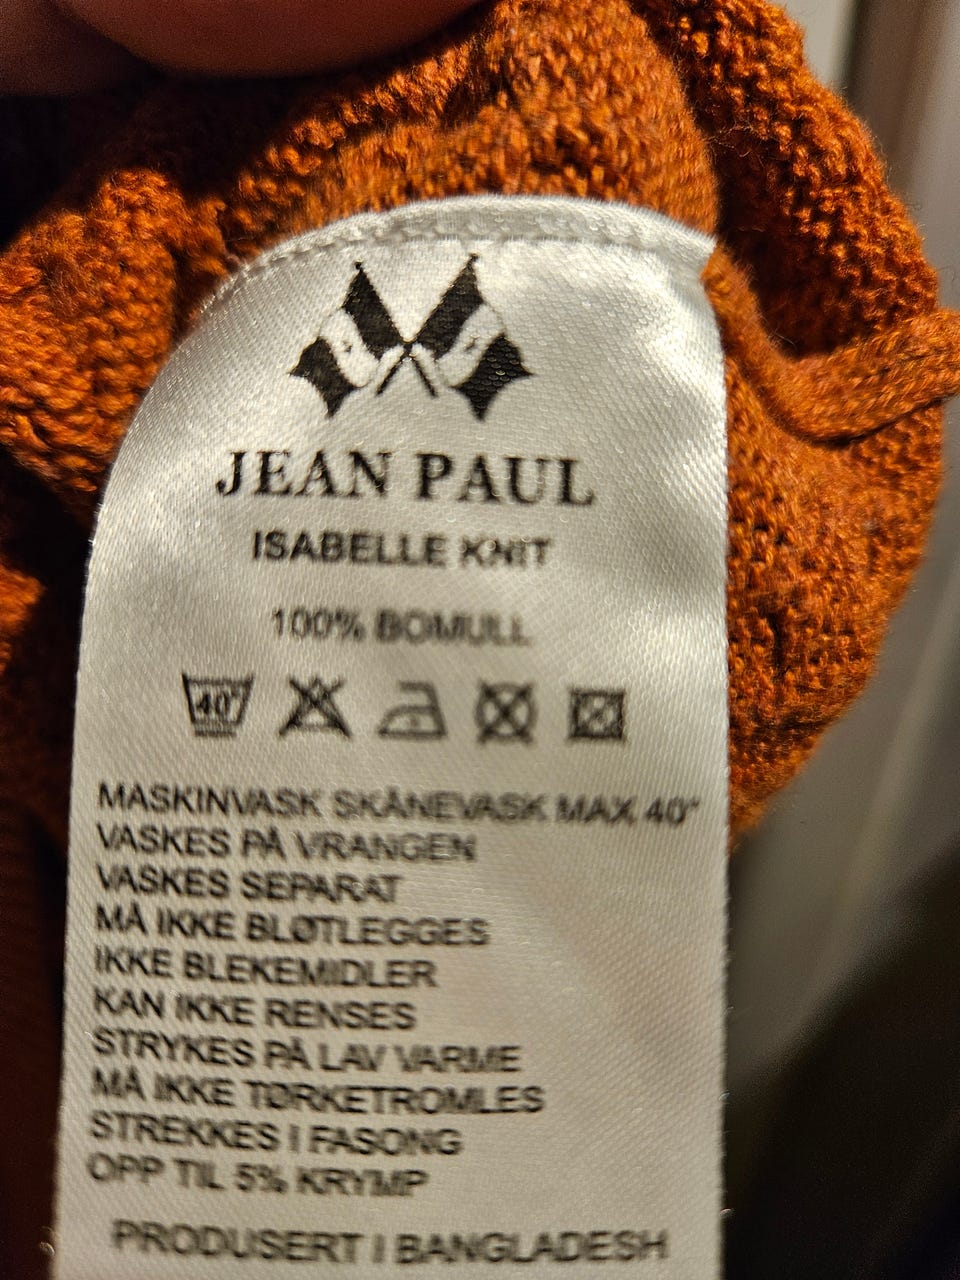 JEAN PAUL
ISABELLE KNIT
100% BOMULL
40°
MASKINVASK SKÅNEVASK MAX 40°
VASKES PÅ VRANGEN
VASKES SEPARAT
MÅ IKKE BLØTLEGGES
IKKE BLEKEMIDLER
KAN IKKE RENSES
STRYKES PÅ LAV VARME
MÅ IKKE TØRKETROMLES
STREKKES I FASONG
OPP TIL 5% KRYMP
PRODUSERT I BANGLADESH